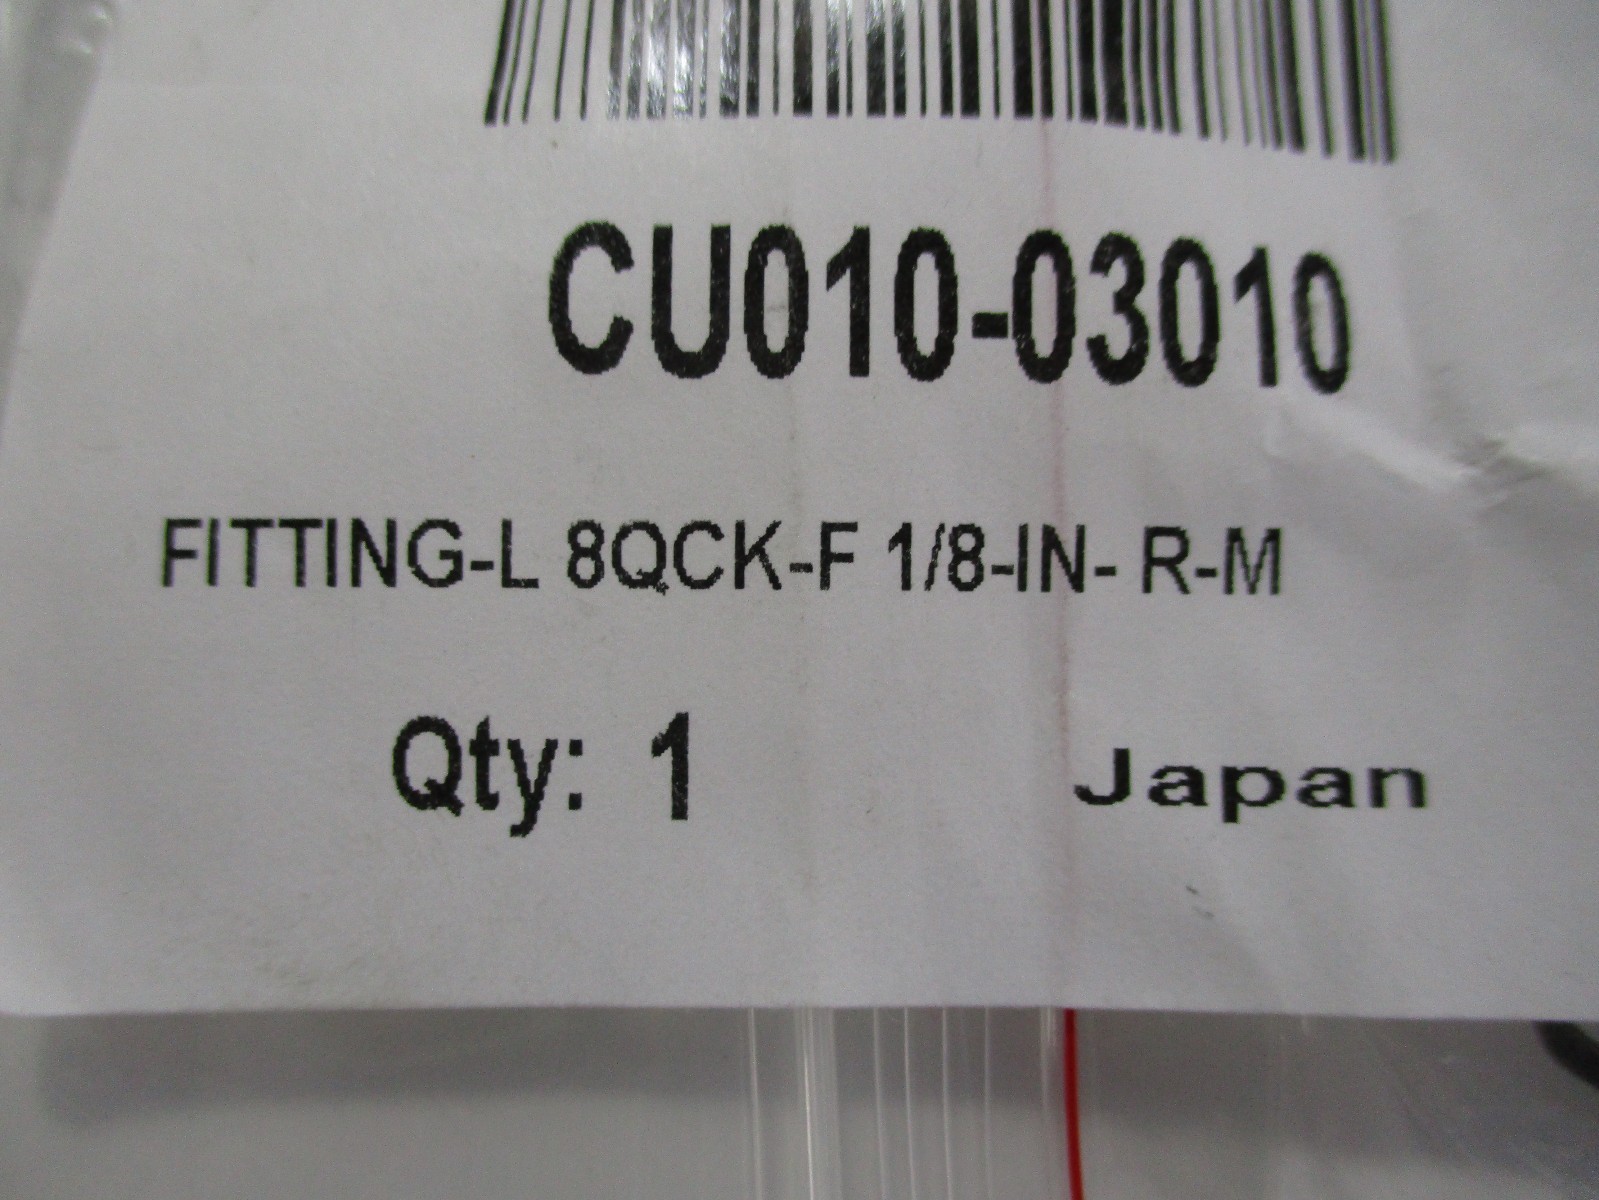 CU010-03010
FITTING-L 8QCK-F 1/8-IN- R-M
Qty: 1
Japan